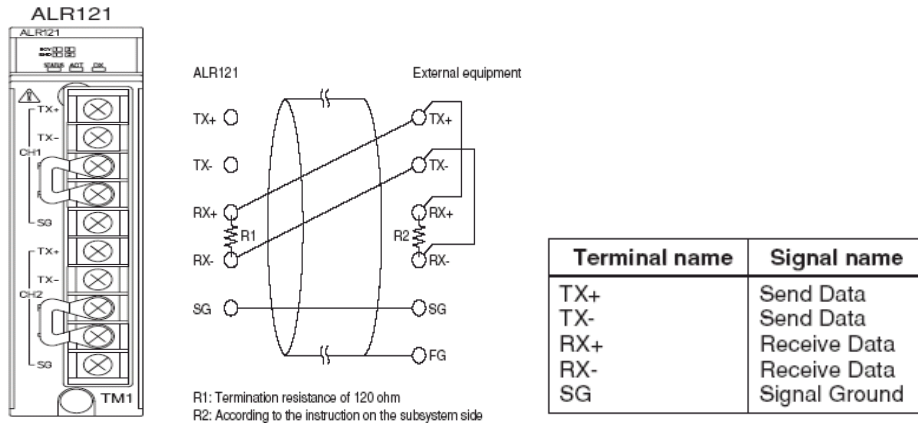 ALR121
ALR121
RCV
SND
STATUS ACT DX
TX+
TX-
CH1
SG
TX+
TX-
CH2
SG
TM1
ALR121 External equipment
TX+ TX+
TX- TX-
RX+ RX+
R1 R2
RX- RX-
SG SG
FG
R1: Termination resistance of 120 ohm
R2: According to the instruction on the subsystem side
Terminal name Signal name
TX+ Send Data
TX- Send Data
RX+ Receive Data
RX- Receive Data
SG Signal Ground